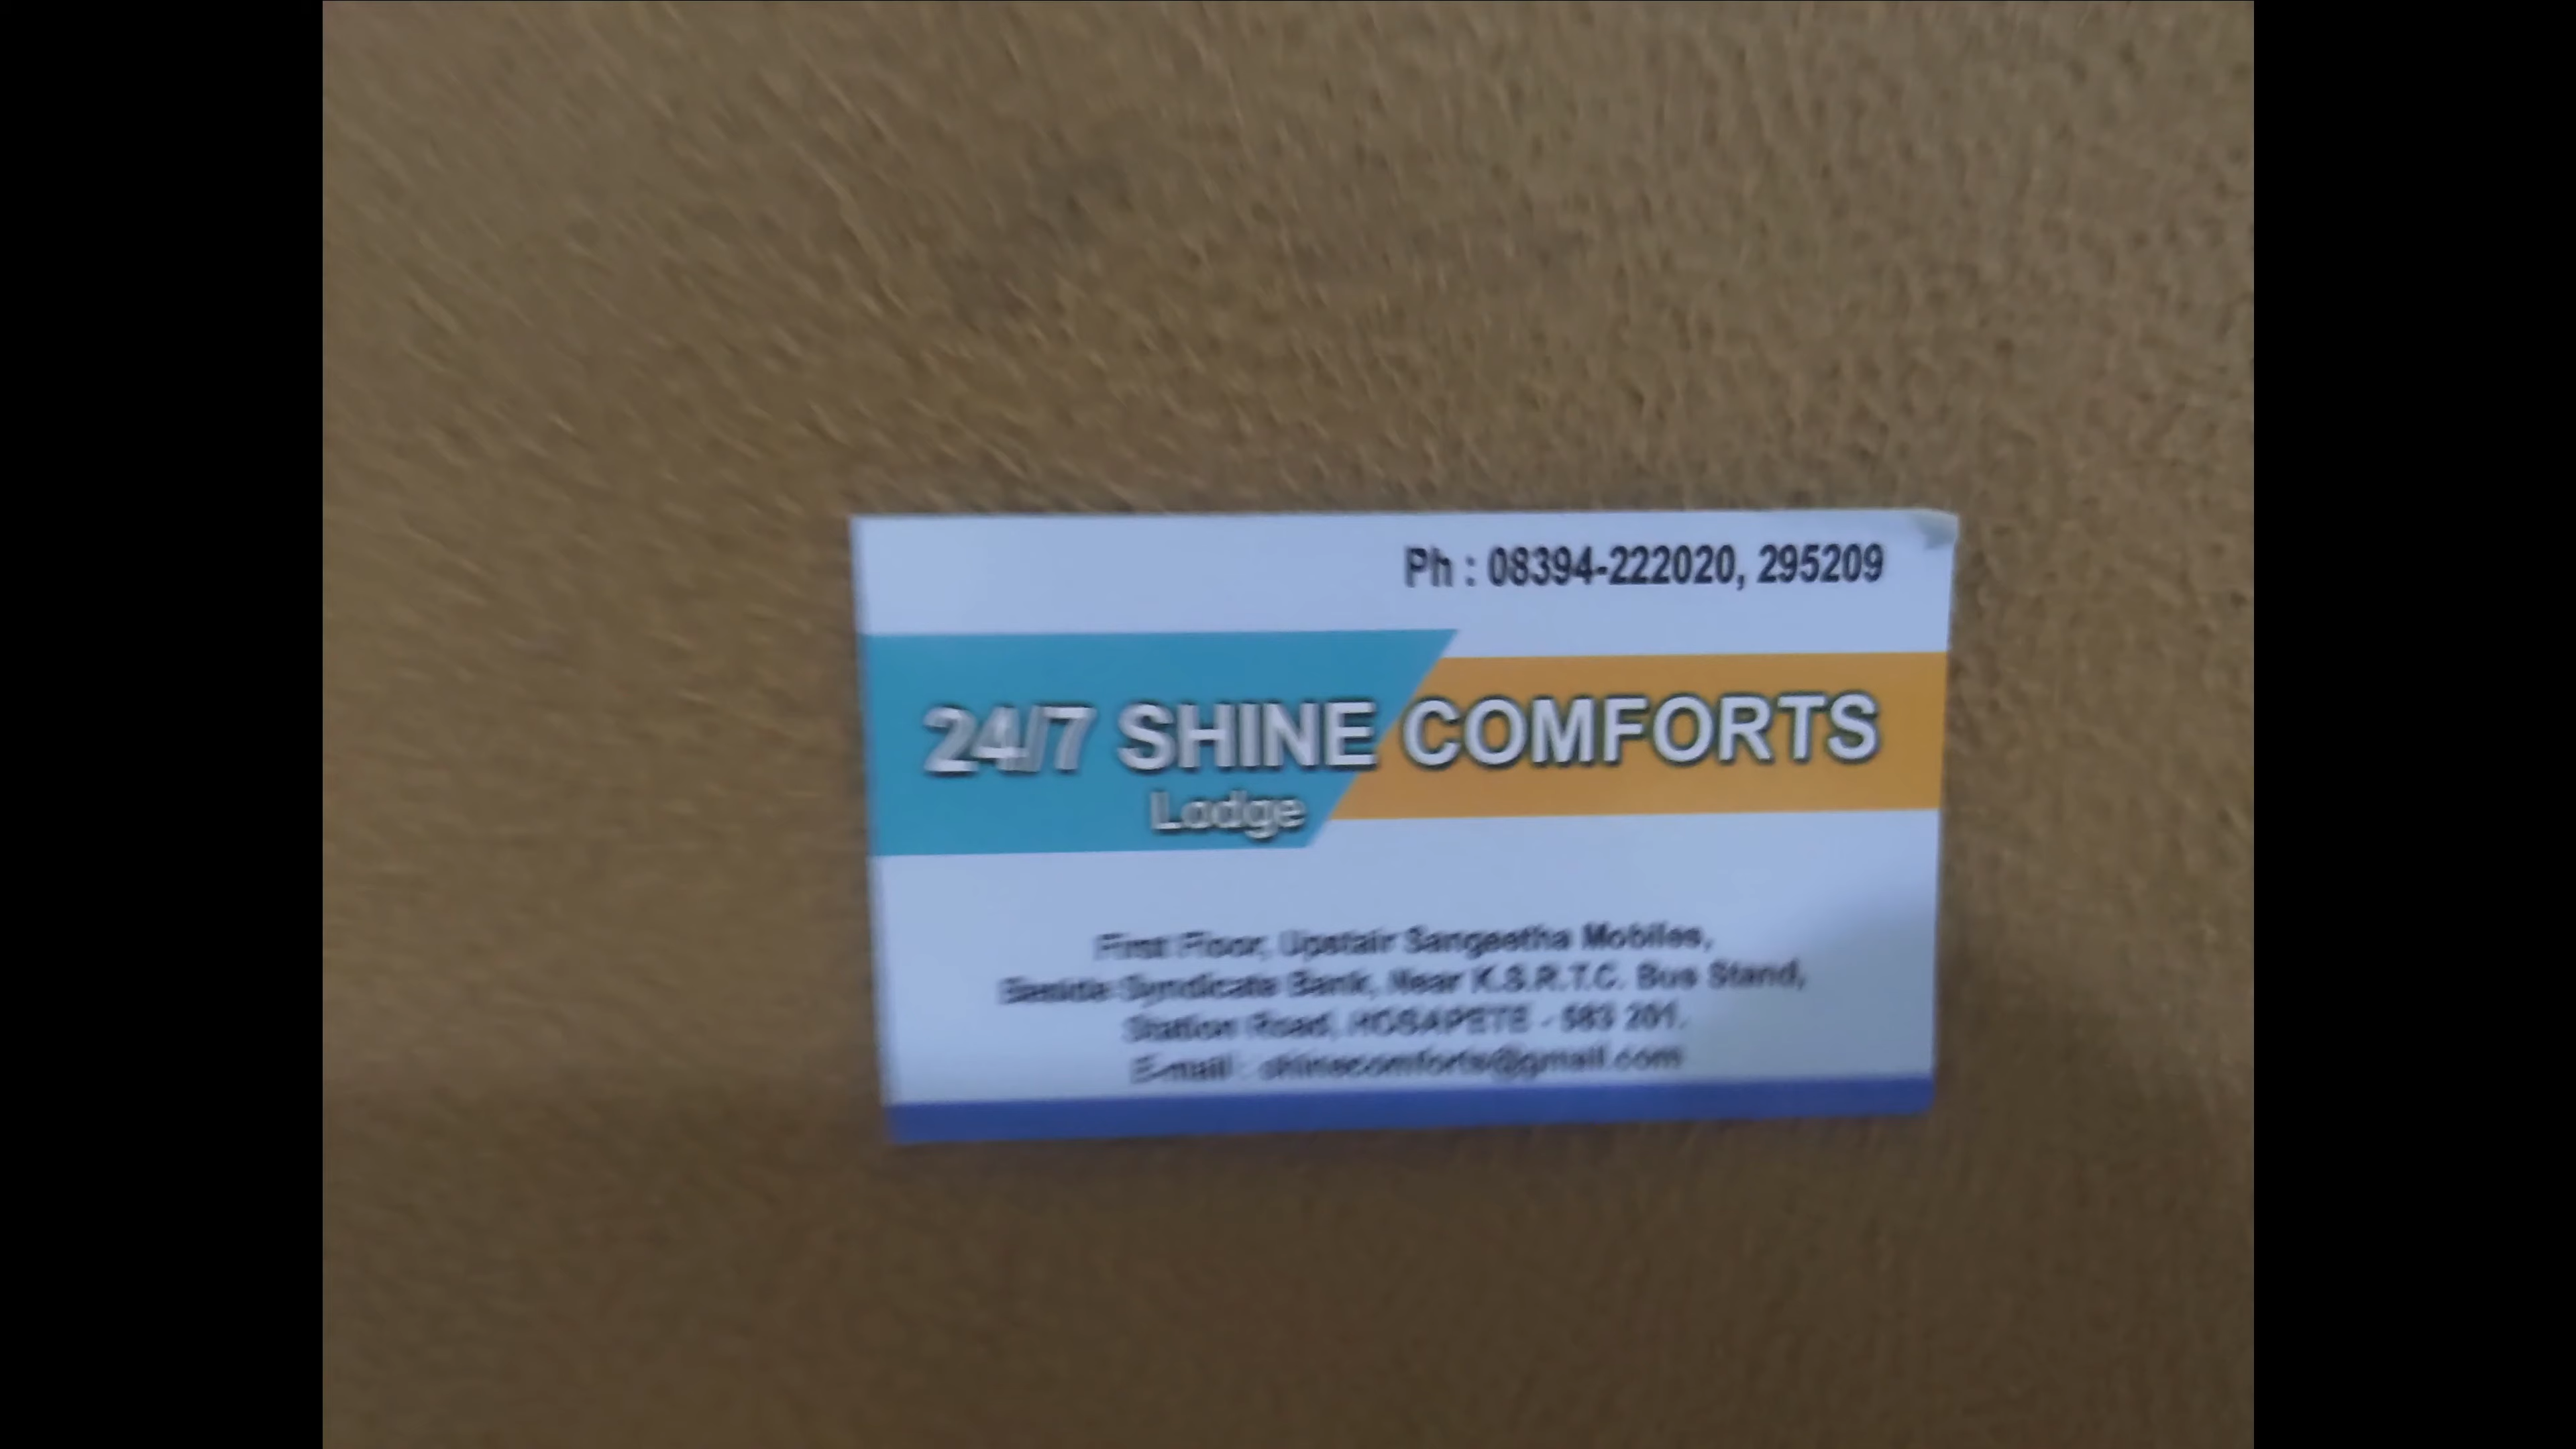 Ph : 08394-222020, 295209
24/7 SHINE COMFORTS
Lodge
First Floor, Upstair Sangeetha Mobiles,
Beside Syndicate Bank, Near K.S.R.T.C. Bus Stand,
Station Road, HOSAPETE - 583 201.
E-mail : shinecomforts@gmail.com